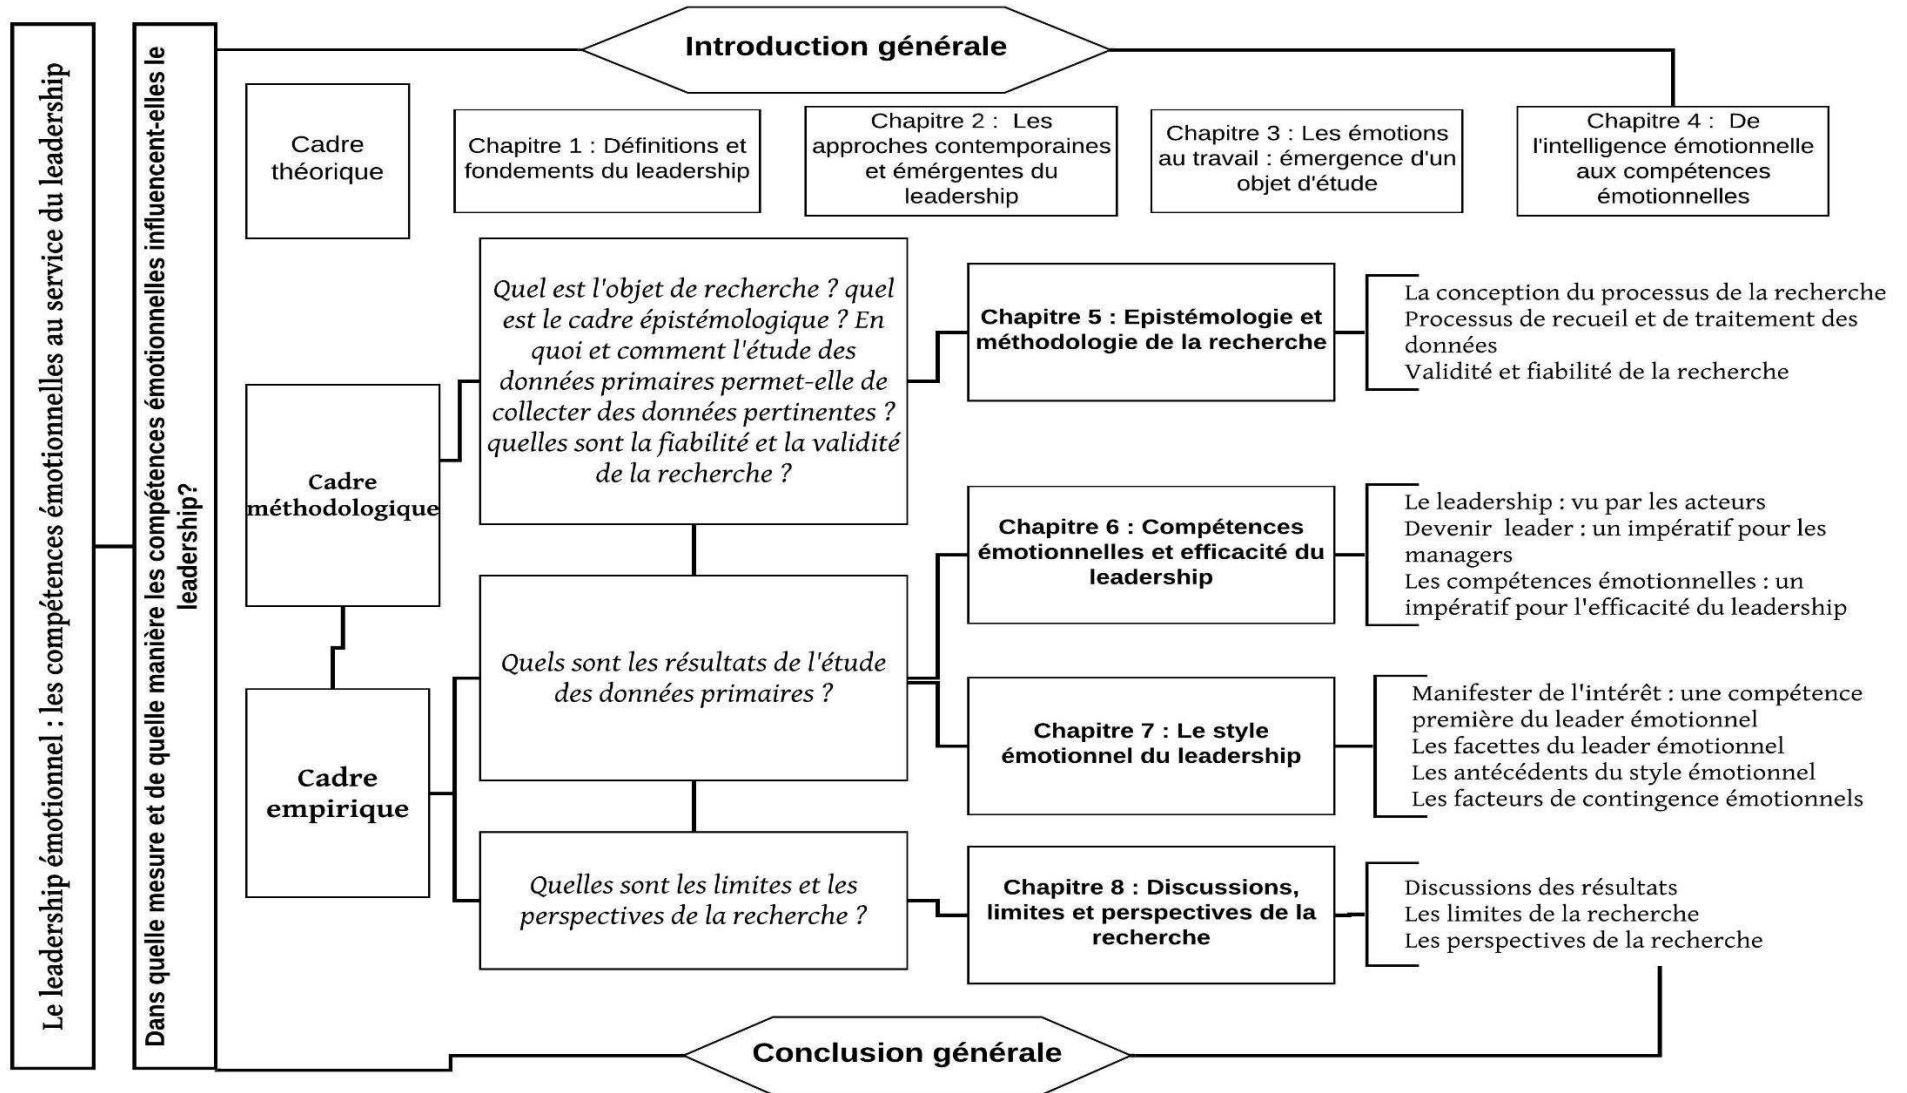 Le leadership émotionnel : les compétences émotionnelles au service du leadership
Dans quelle mesure et de quelle manière les compétences émotionnelles influencent-elles le
leadership?
Introduction générale
Cadre
théorique
Chapitre 1 : Définitions et
fondements du leadership
Chapitre 2 : Les
approches contemporaines
et émérgentes du
leadership
Chapitre 3 : Les émotions
au travail : émergence d'un
objet d'étude
Chapitre 4 : De
l'intelligence émotionnelle
aux compétences
émotionnelles
Cadre
méthodologique
Quel est l'objet de recherche ? quel
est le cadre épistémologique ? En
quoi et comment l'étude des
données primaires permet-elle de
collecter des données pertinentes ?
quelles sont la fiabilité et la validité
de la recherche ?
Chapitre 5 : Epistémologie et
méthodologie de la recherche
La conception du processus de la recherche
Processus de recueil et de traitement des
données
Validité et fiabilité de la recherche
Cadre
empirique
Quels sont les résultats de l'étude
des données primaires ?
Chapitre 6 : Compétences
émotionnelles et efficacité du
leadership
Le leadership : vu par les acteurs
Devenir leader : un impératif pour les
managers
Les compétences émotionnelles : un
impératif pour l'efficacité du leadership
Chapitre 7 : Le style
émotionnel du leadership
Manifester de l'intérêt : une compétence
première du leader émotionnel
Les facettes du leader émotionnel
Les antécédents du style émotionnel
Les facteurs de contingence émotionnels
Quelles sont les limites et les
perspectives de la recherche ?
Chapitre 8 : Discussions,
limites et perspectives de la
recherche
Discussions des résultats
Les limites de la recherche
Les perspectives de la recherche
Conclusion générale